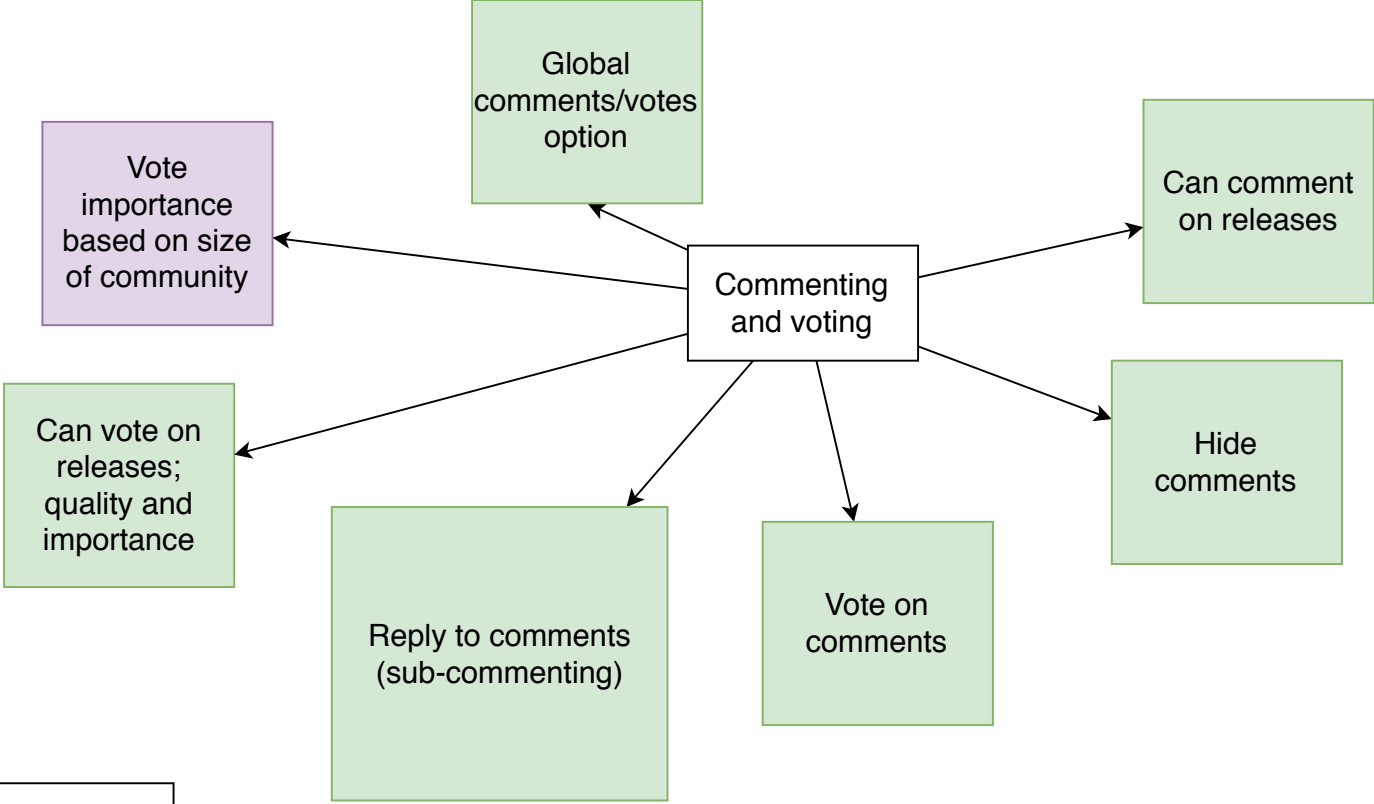 Global
comments/votes
option
Vote
importance
based on size
of community
Can comment
on releases
Commenting
and voting
Can vote on
releases;
quality and
importance
Hide
comments
Reply to comments
(sub-commenting)
Vote on
comments